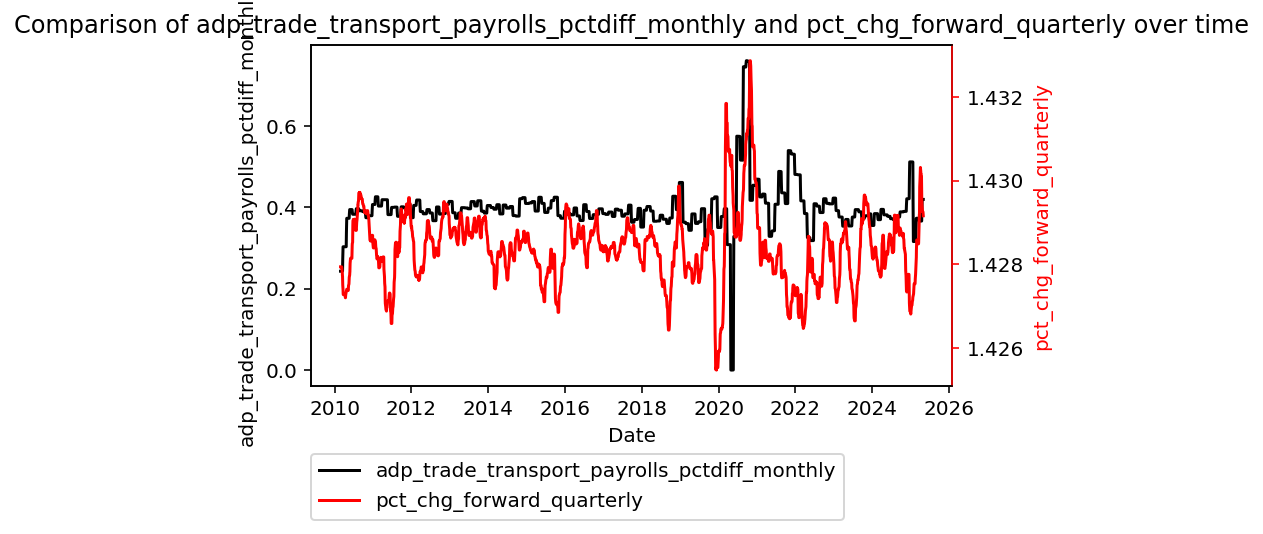 Comparison of adp_trade_transport_payrolls_pctdiff_monthly and pct_chg_forward_quarterly over time
adp_trade_transport_payrolls_pctdiff_monthly
0.6
0.4
0.2
0.0
1.432
1.430
1.428
1.426
pct_chg_forward_quarterly
2010 2012 2014 2016 2018 2020 2022 2024 2026
Date
adp_trade_transport_payrolls_pctdiff_monthly
pct_chg_forward_quarterly